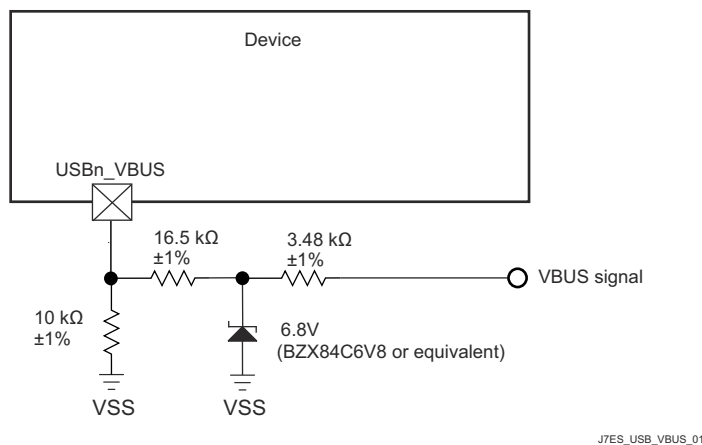 Device
USBn_VBUS
16.5 kΩ
±1%
3.48 kΩ
±1%
VBUS signal
10 kΩ
±1%
6.8V
(BZX84C6V8 or equivalent)
VSS
VSS
J7ES_USB_VBUS_01